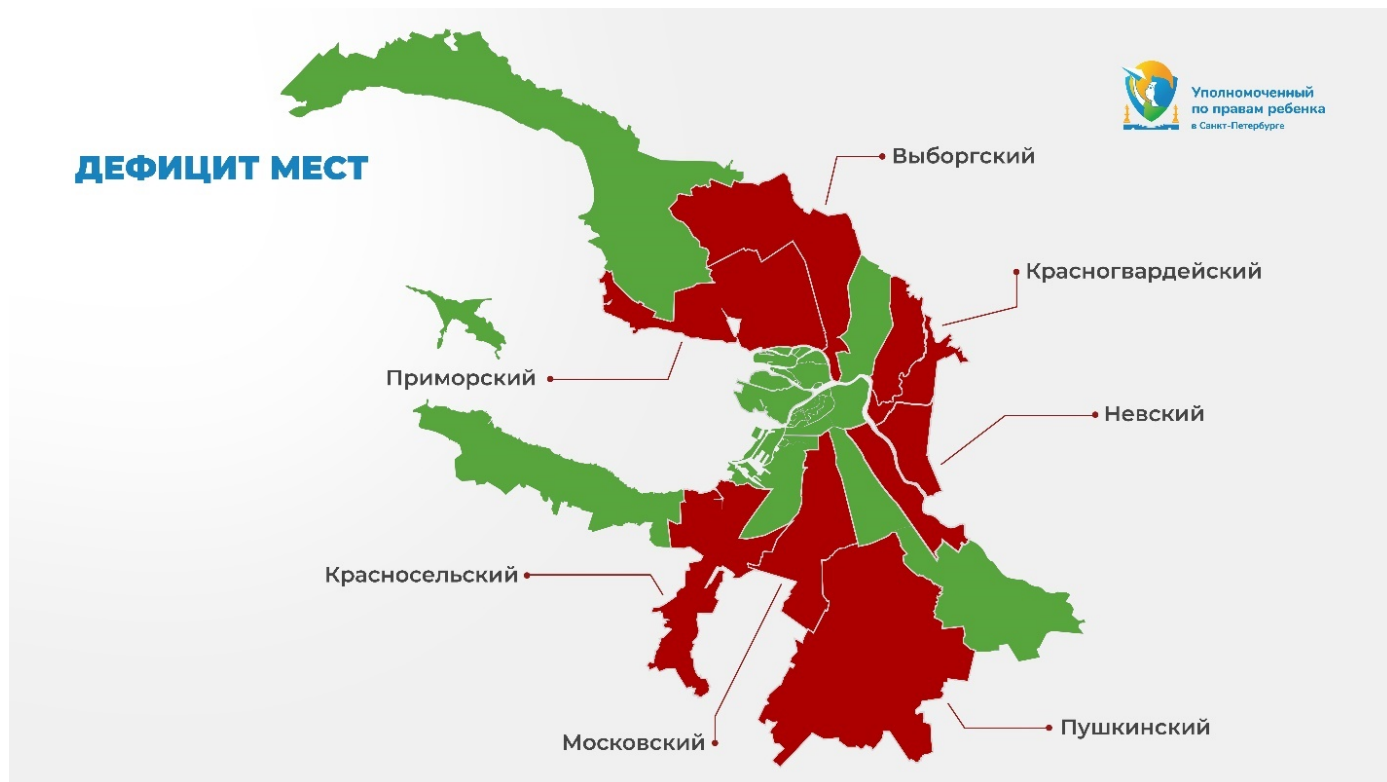 Уполномоченный
по правам ребенка
в Санкт-Петербурге
ДЕФИЦИТ МЕСТ
Выборгский
Красногвардейский
Приморский
Невский
Красносельский
Московский
Пушкинский